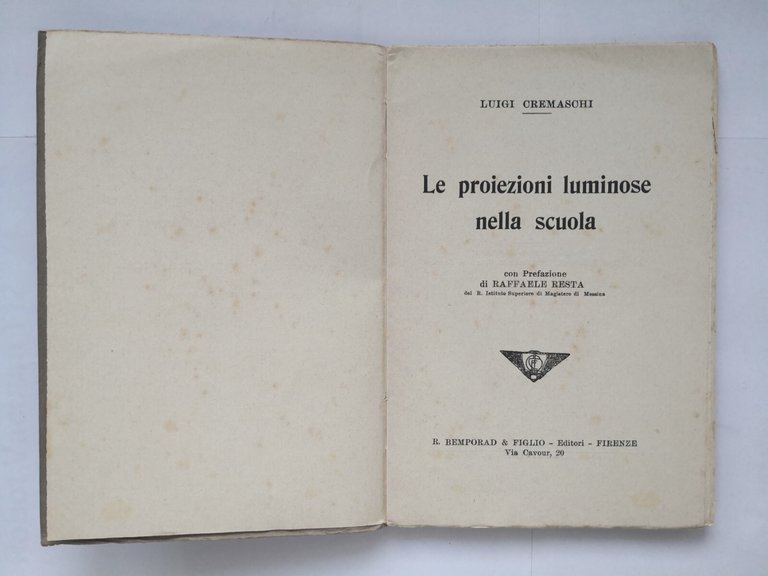 LUIGI CREMASCHI
Le proiezioni luminose
nella scuola
con Prefazione
di RAFFAELE RESTA
del R. Istituto Superiore di Magistero di Messina
R. BEMPORAD & FIGLIO - Editori - FIRENZE
Via Cavour, 20